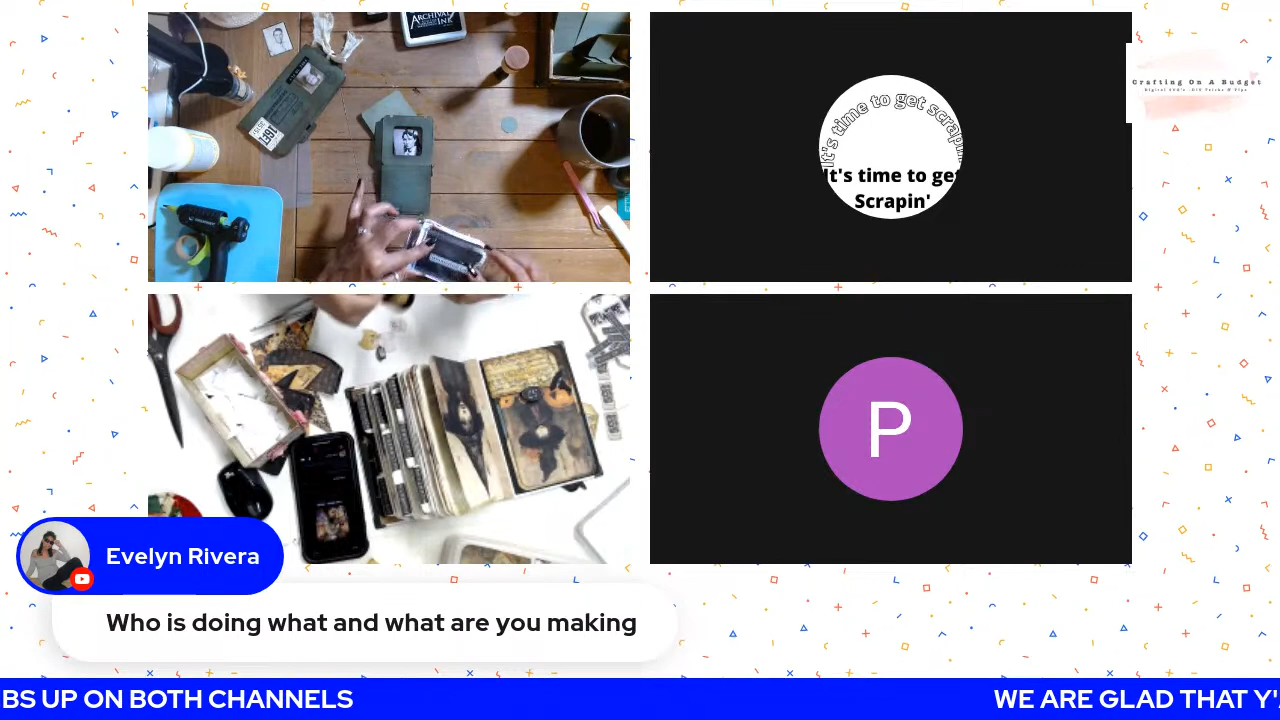 ARCHIVAL
INK
It's time to get scrapin
It's time to get
Scrapin'
Crafting On A Budget
P
Evelyn Rivera
Who is doing what and what are you making
BS UP ON BOTH CHANNELS
WE ARE GLAD THAT Y'